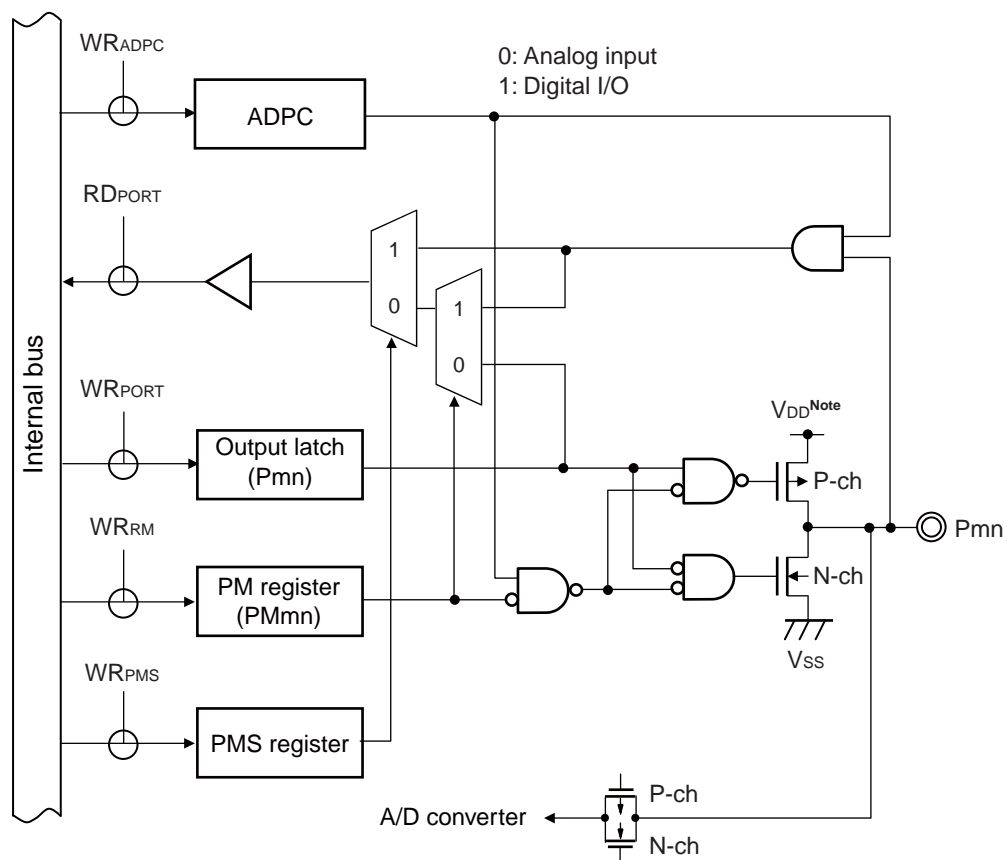 WRADPC
0: Analog input
1: Digital I/O
ADPC
RDPORT
1
0
1
0
Internal bus
WRPORT
VDDNote
Output latch
(Pmn)
P-ch
Pmn
WRRM
PM register
(PMmn)
N-ch
VSS
WRPMS
PMS register
P-ch
A/D converter
N-ch